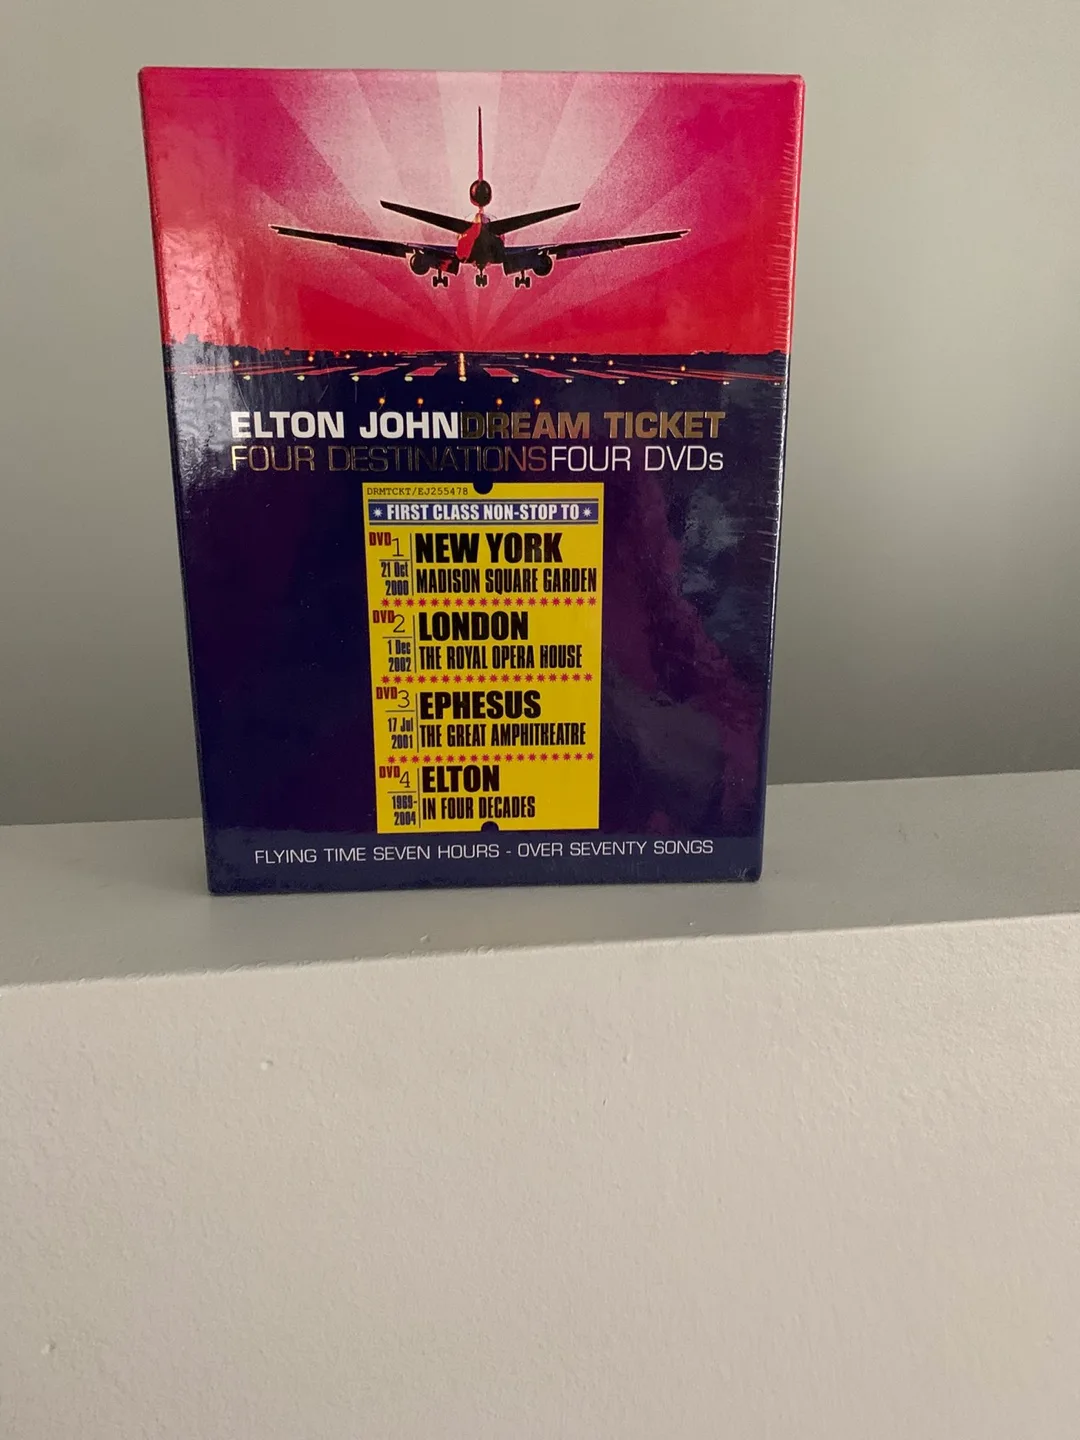 ELTON JOHN DREAM TICKET
FOUR DESTINATIONS FOUR DVDs
DRMTCKT/EJ255478
FIRST CLASS NON-STOP TO
DVD 1 NEW YORK
21 Oct 2000 MADISON SQUARE GARDEN
DVD 2 LONDON
1 Dec 2002 THE ROYAL OPERA HOUSE
DVD 3 EPHESUS
17 Jul 2001 THE GREAT AMPHITHEATRE
DVD 4 ELTON
1969-2004 IN FOUR DECADES
FLYING TIME SEVEN HOURS - OVER SEVENTY SONGS